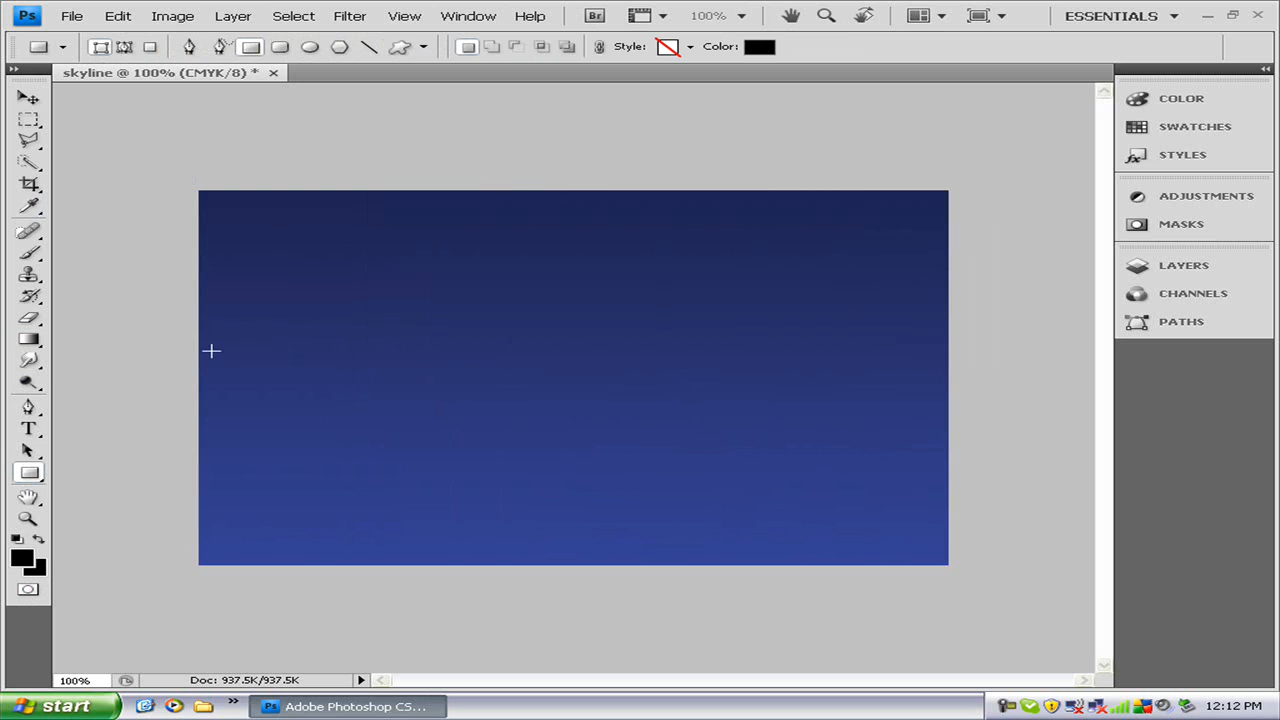 Ps File Edit Image Layer Select Filter View Window Help Br 100% ESSENTIALS
Style: Color:
skyline @ 100% (CMYK/8) *
COLOR
SWATCHES
STYLES
ADJUSTMENTS
MASKS
LAYERS
CHANNELS
PATHS
T
100% Doc: 937.5K/937.5K
start Ps Adobe Photoshop CS... 12:12 PM